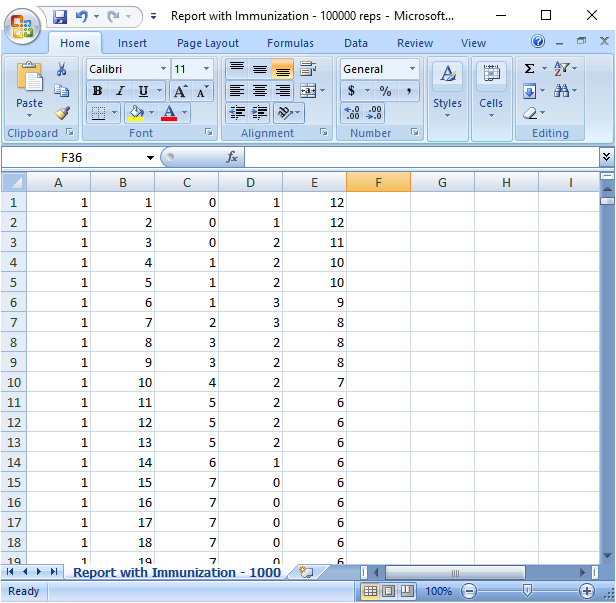 Report with Immunization - 100000 reps - Microsoft...
Home Insert Page Layout Formulas Data Review View
Calibri 11 General
Paste B I U A A $ % , Styles Cells Σ
A .0 .00 .00 .0
Clipboard Font Alignment Number Editing
F36 fx
A B C D E F G H I
1 1 1 0 1 12
2 1 2 0 1 12
3 1 3 0 2 11
4 1 4 1 2 10
5 1 5 1 2 10
6 1 6 1 3 9
7 1 7 2 3 8
8 1 8 3 2 8
9 1 9 3 2 8
10 1 10 4 2 7
11 1 11 5 2 6
12 1 12 5 2 6
13 1 13 5 2 6
14 1 14 6 1 6
15 1 15 7 0 6
16 1 16 7 0 6
17 1 17 7 0 6
18 1 18 7 0 6
19 1 19 7 0 6
Report with Immunization - 1000
Ready 100%